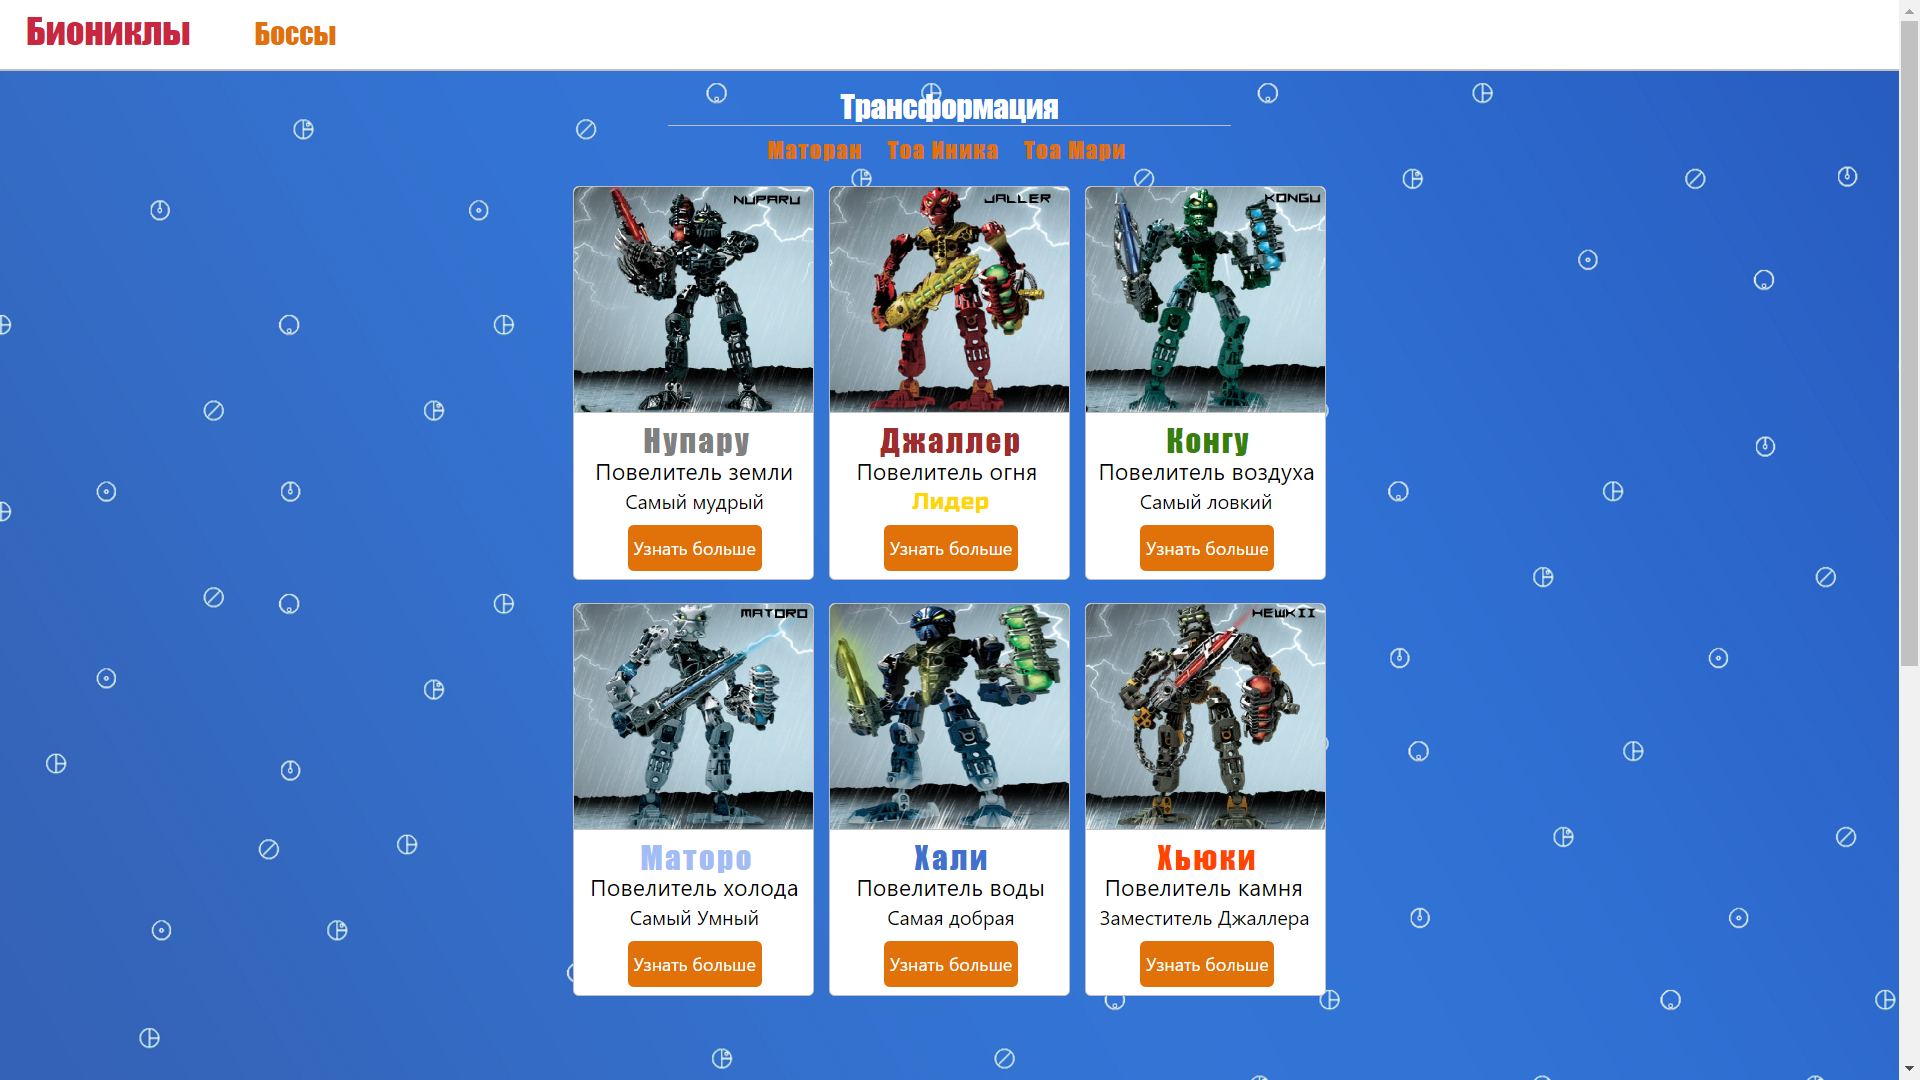 Биониклы Боссы
Трансформация
Маторан Тоа Иника Тоа Мари
NUPARU
JALLER
KONGU
Нупару
Повелитель земли
Самый мудрый
Узнать больше
Джаллер
Повелитель огня
Лидер
Узнать больше
Конгу
Повелитель воздуха
Самый ловкий
Узнать больше
MATORO
HEWKII
Маторо
Повелитель холода
Самый Умный
Узнать больше
Хали
Повелитель воды
Самая добрая
Узнать больше
Хьюки
Повелитель камня
Заместитель Джаллера
Узнать больше